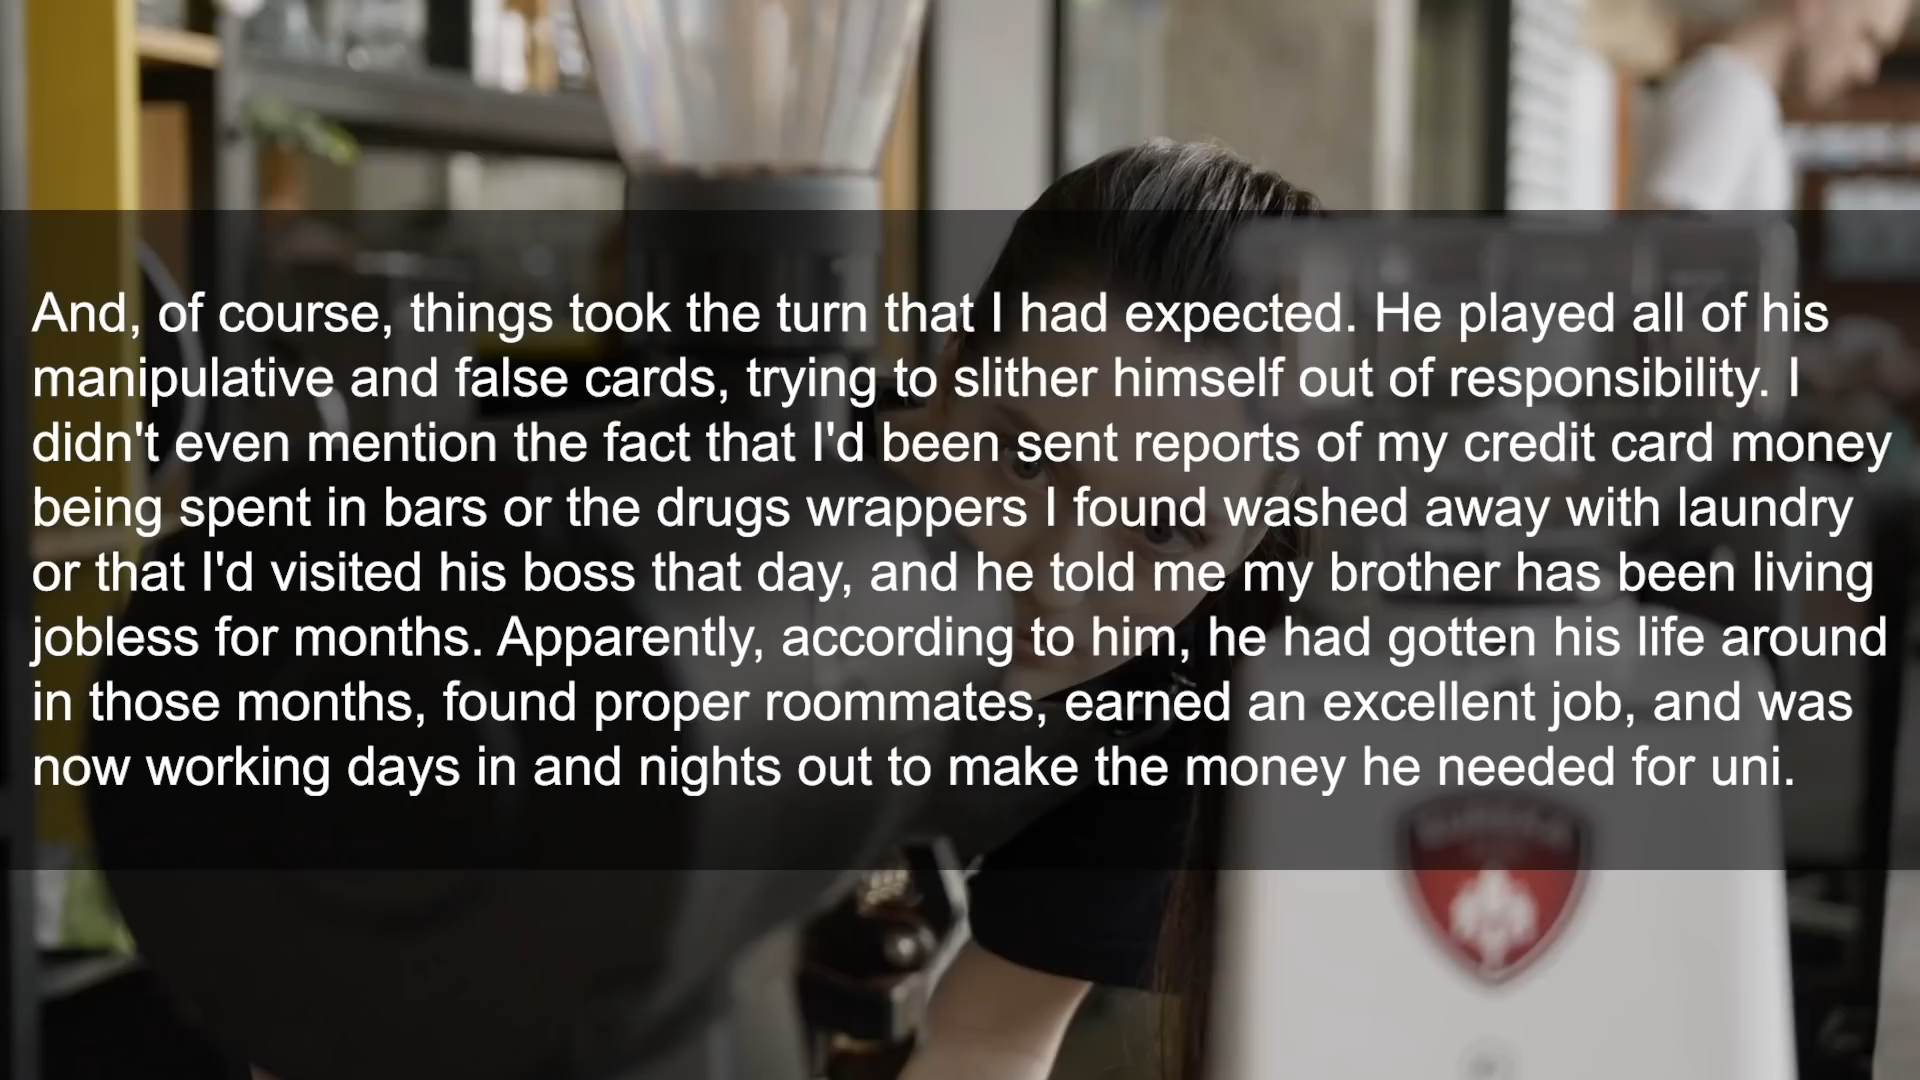 And, of course, things took the turn that I had expected. He played all of his
manipulative and false cards, trying to slither himself out of responsibility. I
didn't even mention the fact that I'd been sent reports of my credit card money
being spent in bars or the drugs wrappers I found washed away with laundry
or that I'd visited his boss that day, and he told me my brother has been living
jobless for months. Apparently, according to him, he had gotten his life around
in those months, found proper roommates, earned an excellent job, and was
now working days in and nights out to make the money he needed for uni.